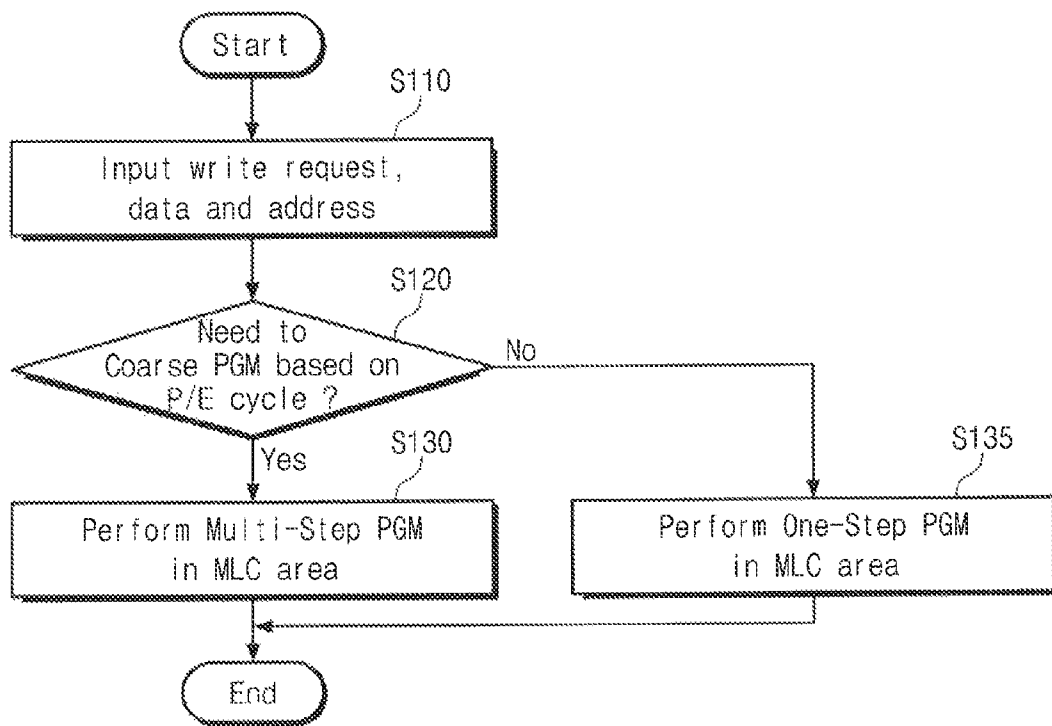 Start
S110
Input write request,
data and address
S120
Need to
Coarse PGM based on
P/E cycle ?
No
Yes
S130
Perform Multi-Step PGM
in MLC area
S135
Perform One-Step PGM
in MLC area
End